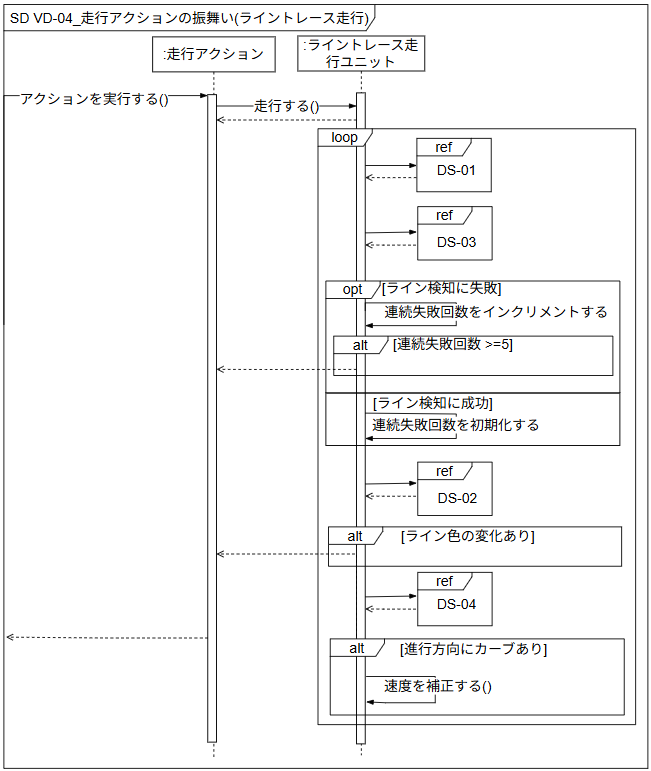 SD VD-04_走行アクションの振舞い(ライントレース走行)
:走行アクション
:ライントレース走
行ユニット
アクションを実行する()
走行する()
loop
ref
DS-01
ref
DS-03
opt
[ライン検知に失敗]
連続失敗回数をインクリメントする
alt
[連続失敗回数 >=5]
[ライン検知に成功]
連続失敗回数を初期化する
ref
DS-02
alt
[ライン色の変化あり]
ref
DS-04
alt
[進行方向にカーブあり]
速度を補正する()